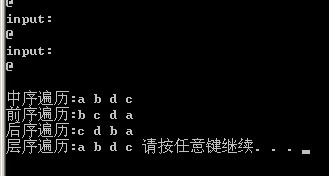 @
input:
@
input:
@
中序遍历:a b d c
前序遍历:b c d a
后序遍历:c d b a
层序遍历:a b d c 请按任意键继续. . .